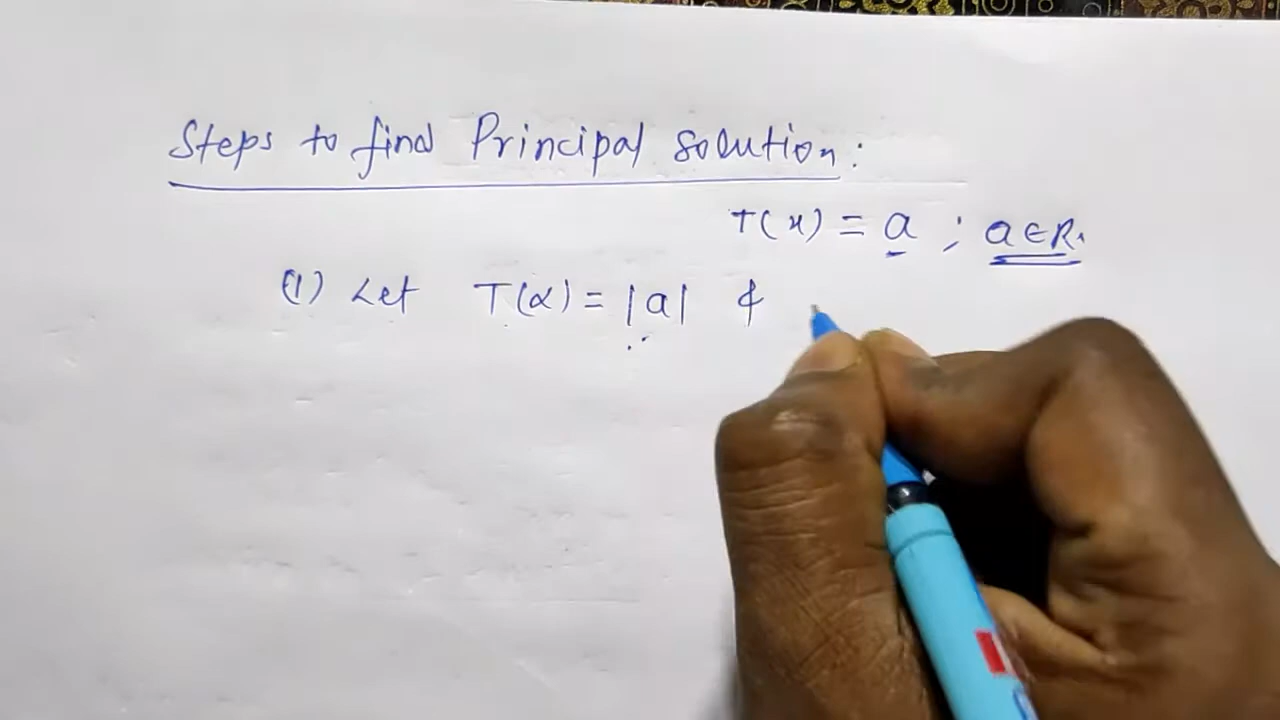 Steps to find Principal solution:
T(x) = a ; a ∈ R.
(1) Let T(α) = |a| &